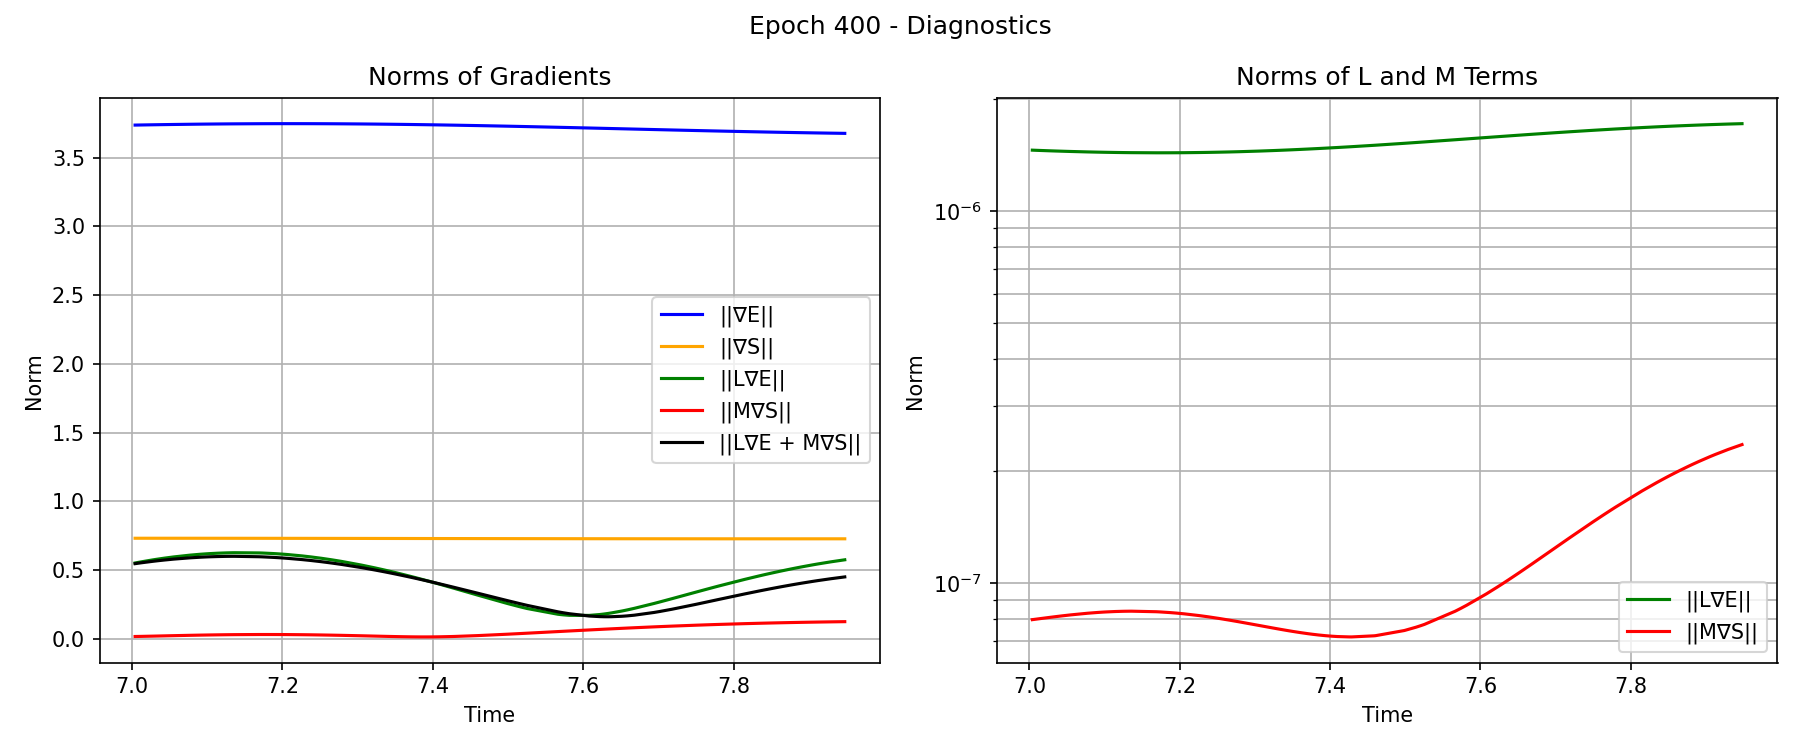 Epoch 400 - Diagnostics
Norms of Gradients
Norm
3.5
3.0
2.5
2.0
1.5
1.0
0.5
0.0
||∇E||
||∇S||
||L∇E||
||M∇S||
||L∇E + M∇S||
7.0 7.2 7.4 7.6 7.8
Time
Norms of L and M Terms
Norm
10⁻⁶
10⁻⁷
||L∇E||
||M∇S||
7.0 7.2 7.4 7.6 7.8
Time